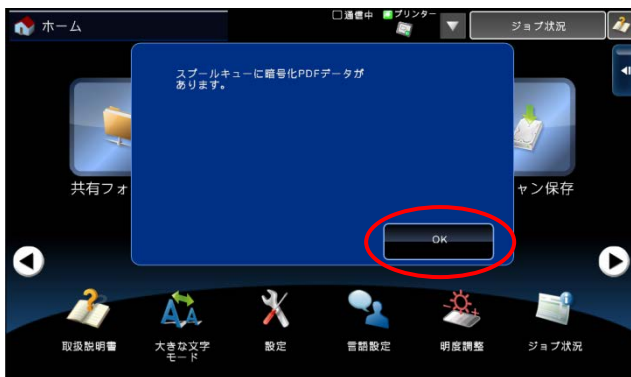 ホーム
通信中
プリンター
ジョブ状況
スプールキューに暗号化PDFデータが
あります。
共有フォ
ャン保存
OK
取扱説明書
大きな文字
モード
設定
言語設定
明度調整
ジョブ状況